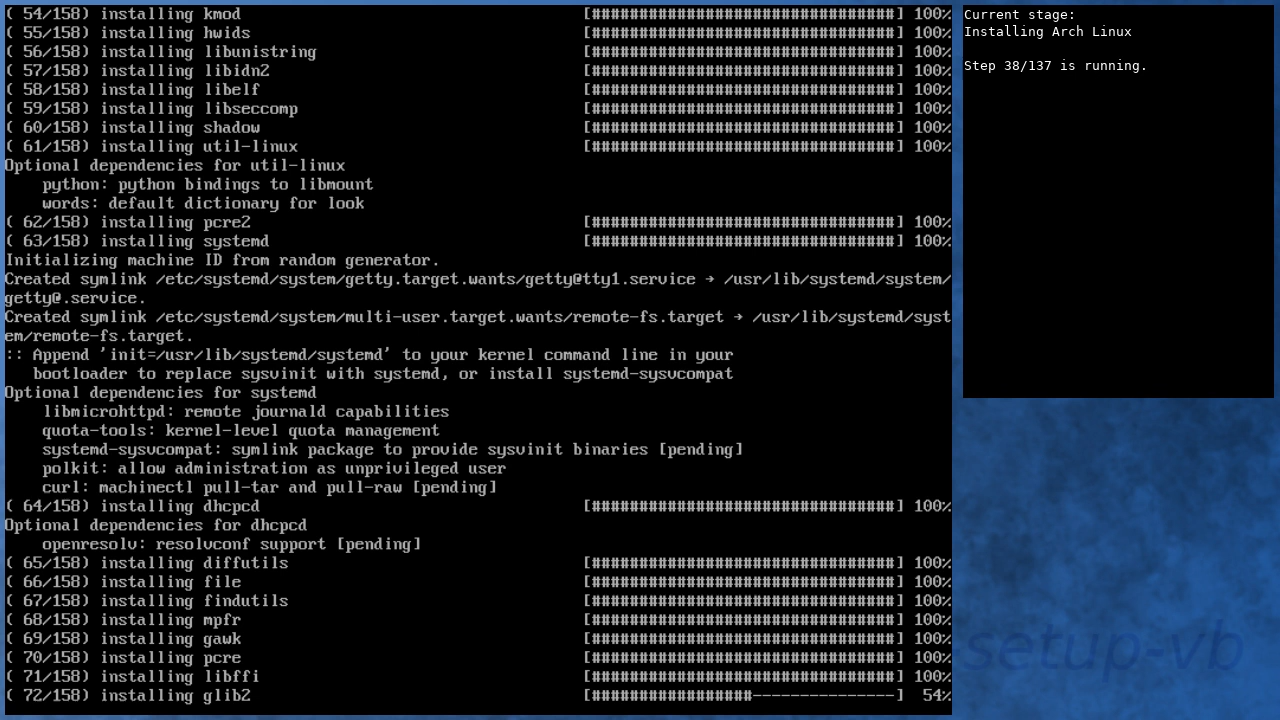 ( 54/158) installing kmod [################################] 100%
( 55/158) installing hwids [################################] 100%
( 56/158) installing libunistring [################################] 100%
( 57/158) installing libidn2 [################################] 100%
( 58/158) installing libelf [################################] 100%
( 59/158) installing libseccomp [################################] 100%
( 60/158) installing shadow [################################] 100%
( 61/158) installing util-linux [################################] 100%
Optional dependencies for util-linux
    python: python bindings to libmount
    words: default dictionary for look
( 62/158) installing pcre2 [################################] 100%
( 63/158) installing systemd [################################] 100%
Initializing machine ID from random generator.
Created symlink /etc/systemd/system/getty.target.wants/getty@tty1.service → /usr/lib/systemd/system/
getty@.service.
Created symlink /etc/systemd/system/multi-user.target.wants/remote-fs.target → /usr/lib/systemd/syst
em/remote-fs.target.
:: Append 'init=/usr/lib/systemd/systemd' to your kernel command line in your
   bootloader to replace sysvinit with systemd, or install systemd-sysvcompat
Optional dependencies for systemd
    libmicrohttpd: remote journald capabilities
    quota-tools: kernel-level quota management
    systemd-sysvcompat: symlink package to provide sysvinit binaries [pending]
    polkit: allow administration as unprivileged user
    curl: machinectl pull-tar and pull-raw [pending]
( 64/158) installing dhcpcd [################################] 100%
Optional dependencies for dhcpcd
    openresolv: resolvconf support [pending]
( 65/158) installing diffutils [################################] 100%
( 66/158) installing file [################################] 100%
( 67/158) installing findutils [################################] 100%
( 68/158) installing mpfr [################################] 100%
( 69/158) installing gawk [################################] 100%
( 70/158) installing pcre [################################] 100%
( 71/158) installing libffi [################################] 100%
( 72/158) installing glib2 [#################---------------] 54%
Current stage:
Installing Arch Linux
Step 38/137 is running.
setup-vb